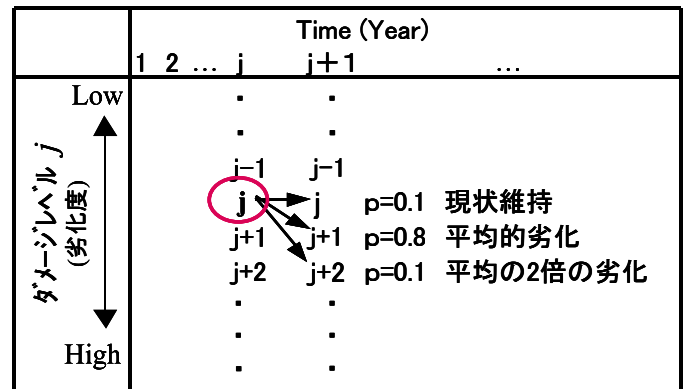 Time (Year)
1 2 ... j j＋1 ...
Low
ダメージレベル j
(劣化度)
High
. .
. .
j-1 j-1
j j p=0.1 現状維持
j+1 j+1 p=0.8 平均的劣化
j+2 j+2 p=0.1 平均の2倍の劣化
. .
. .
. .